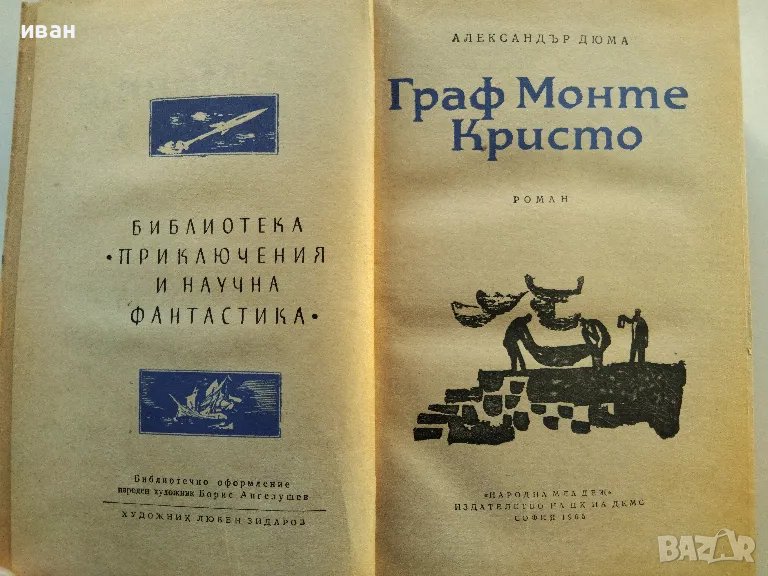 иван
БИБЛИОТЕКА
•ПРИКЛЮЧЕНИЯ
И НАУЧНА
ФАНТАСТИКА•
Библиотечно оформление
народен художник Борис Ангелушев
ХУДОЖНИК ЛЮБЕН ЗИДАРОВ
АЛЕКСАНДЪР ДЮМА
Граф Монте
Кристо
РОМАН
«НАРОДНА МЛАДЕЖ»
ИЗДАТЕЛСТВО НА ЦК НА ДКМС
СОФИЯ
BAZAR